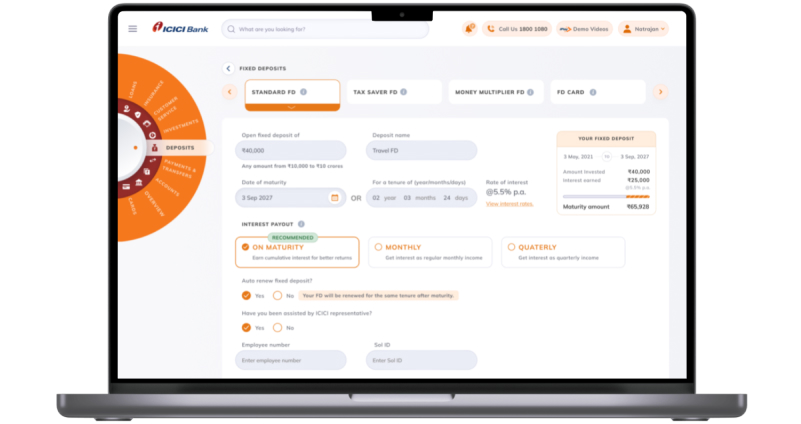 ICICI Bank
What are you looking for?
Call Us 1800 1080
Demo Videos
Natrajan
FIXED DEPOSITS
STANDARD FD
TAX SAVER FD
MONEY MULTIPLIER FD
FD CARD
LOANS
INSURANCE
CUSTOMER SERVICE
INVESTMENTS
DEPOSITS
PAYMENTS & TRANSFERS
ACCOUNTS
OVERVIEW
CARDS
Open fixed deposit of
₹40,000
Any amount from ₹10,000 to ₹10 crores
Deposit name
Travel FD
Date of maturity
3 Sep 2027
OR
For a tenure of (year/months/days)
02 year 03 months 24 days
Rate of interest
@5.5% p.a.
View interest rates.
YOUR FIXED DEPOSIT
3 May, 2021 To 3 Sep, 2027
Amount Invested ₹40,000
Interest earned ₹25,000
@5.5% p.a.
Maturity amount ₹65,928
INTEREST PAYOUT
RECOMMENDED
ON MATURITY
Earn cumulative interest for better returns
MONTHLY
Get interest as regular monthly income
QUATERLY
Get interest as quarterly income
Auto renew fixed deposit?
Yes No Your FD will be renewed for the same tenure after maturity.
Have you been assisted by ICICI representative?
Yes No
Employee number
Enter employee number
Sol ID
Enter Sol ID